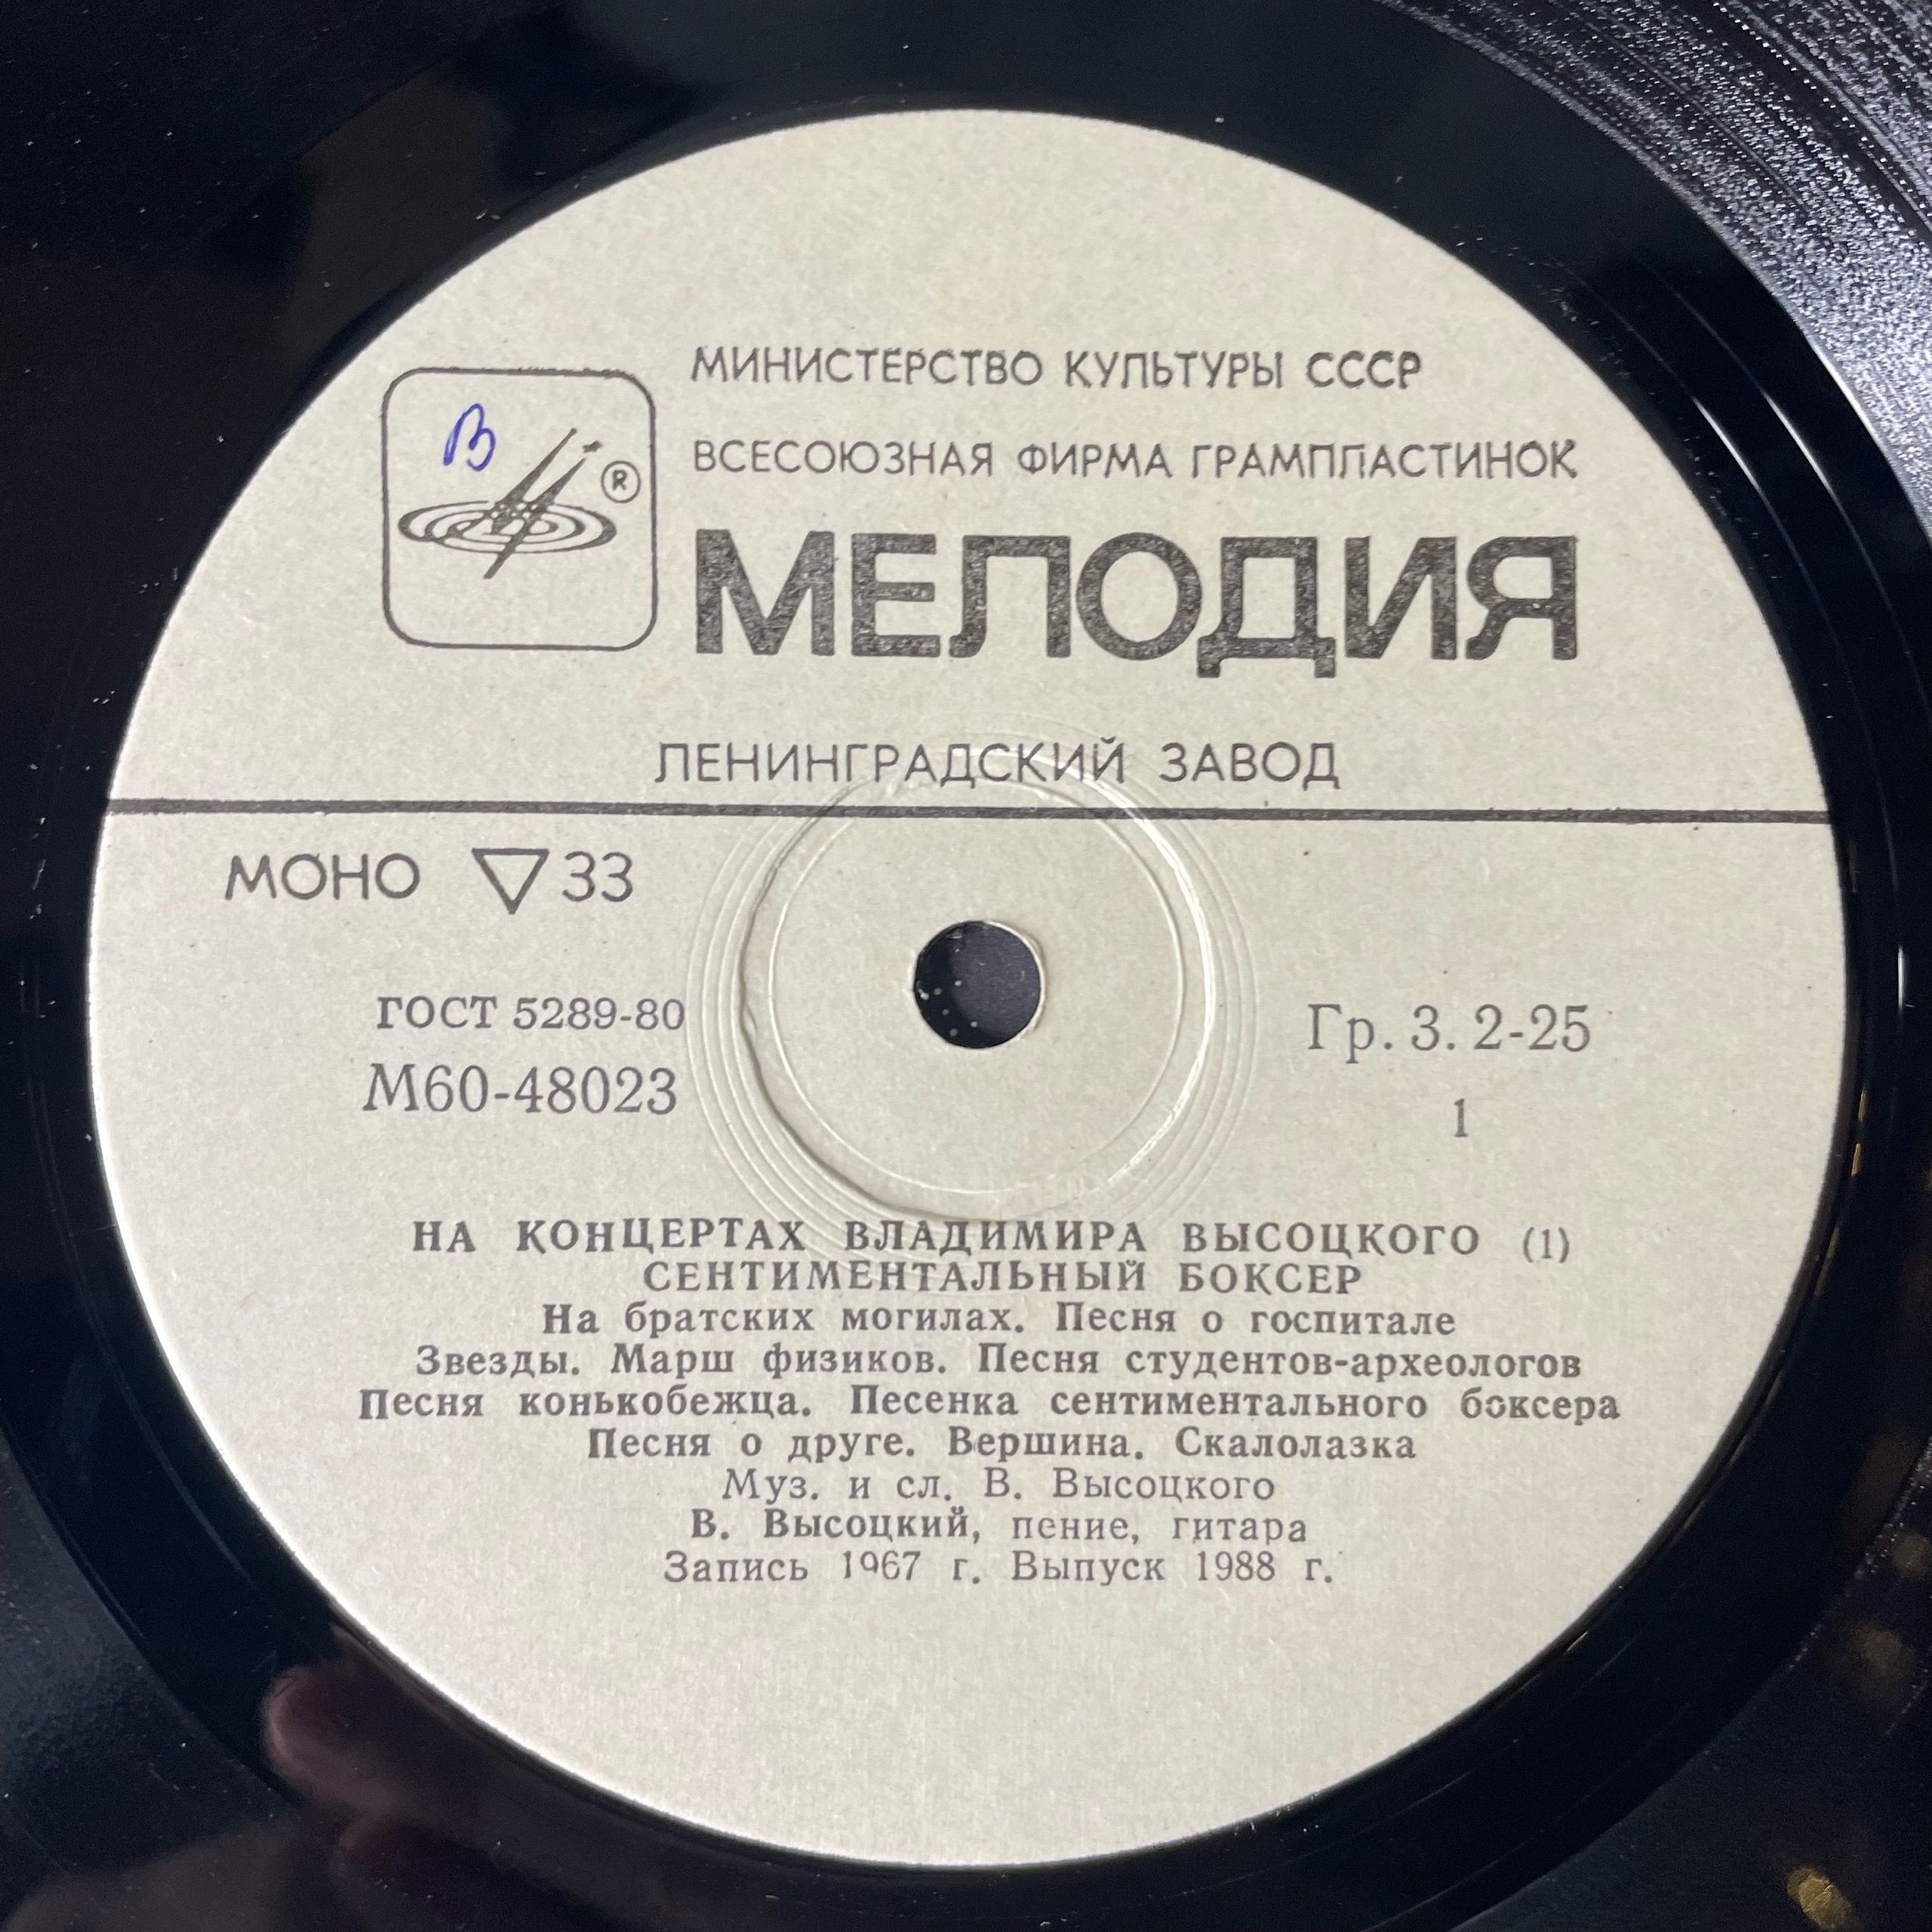 МИНИСТЕРСТВО КУЛЬТУРЫ СССР
ВСЕСОЮЗНАЯ ФИРМА ГРАМПЛАСТИНОК
В
®
МЕЛОДИЯ
ЛЕНИНГРАДСКИЙ ЗАВОД
МОНО ▽ 33
ГОСТ 5289-80
М60-48023
Гр. 3. 2-25
1
НА КОНЦЕРТАХ ВЛАДИМИРА ВЫСОЦКОГО (1)
СЕНТИМЕНТАЛЬНЫЙ БОКСЕР
На братских могилах. Песня о госпитале
Звезды. Марш физиков. Песня студентов-археологов
Песня конькобежца. Песенка сентиментального боксера
Песня о друге. Вершина. Скалолазка
Муз. и сл. В. Высоцкого
В. Высоцкий, пение, гитара
Запись 1967 г. Выпуск 1988 г.